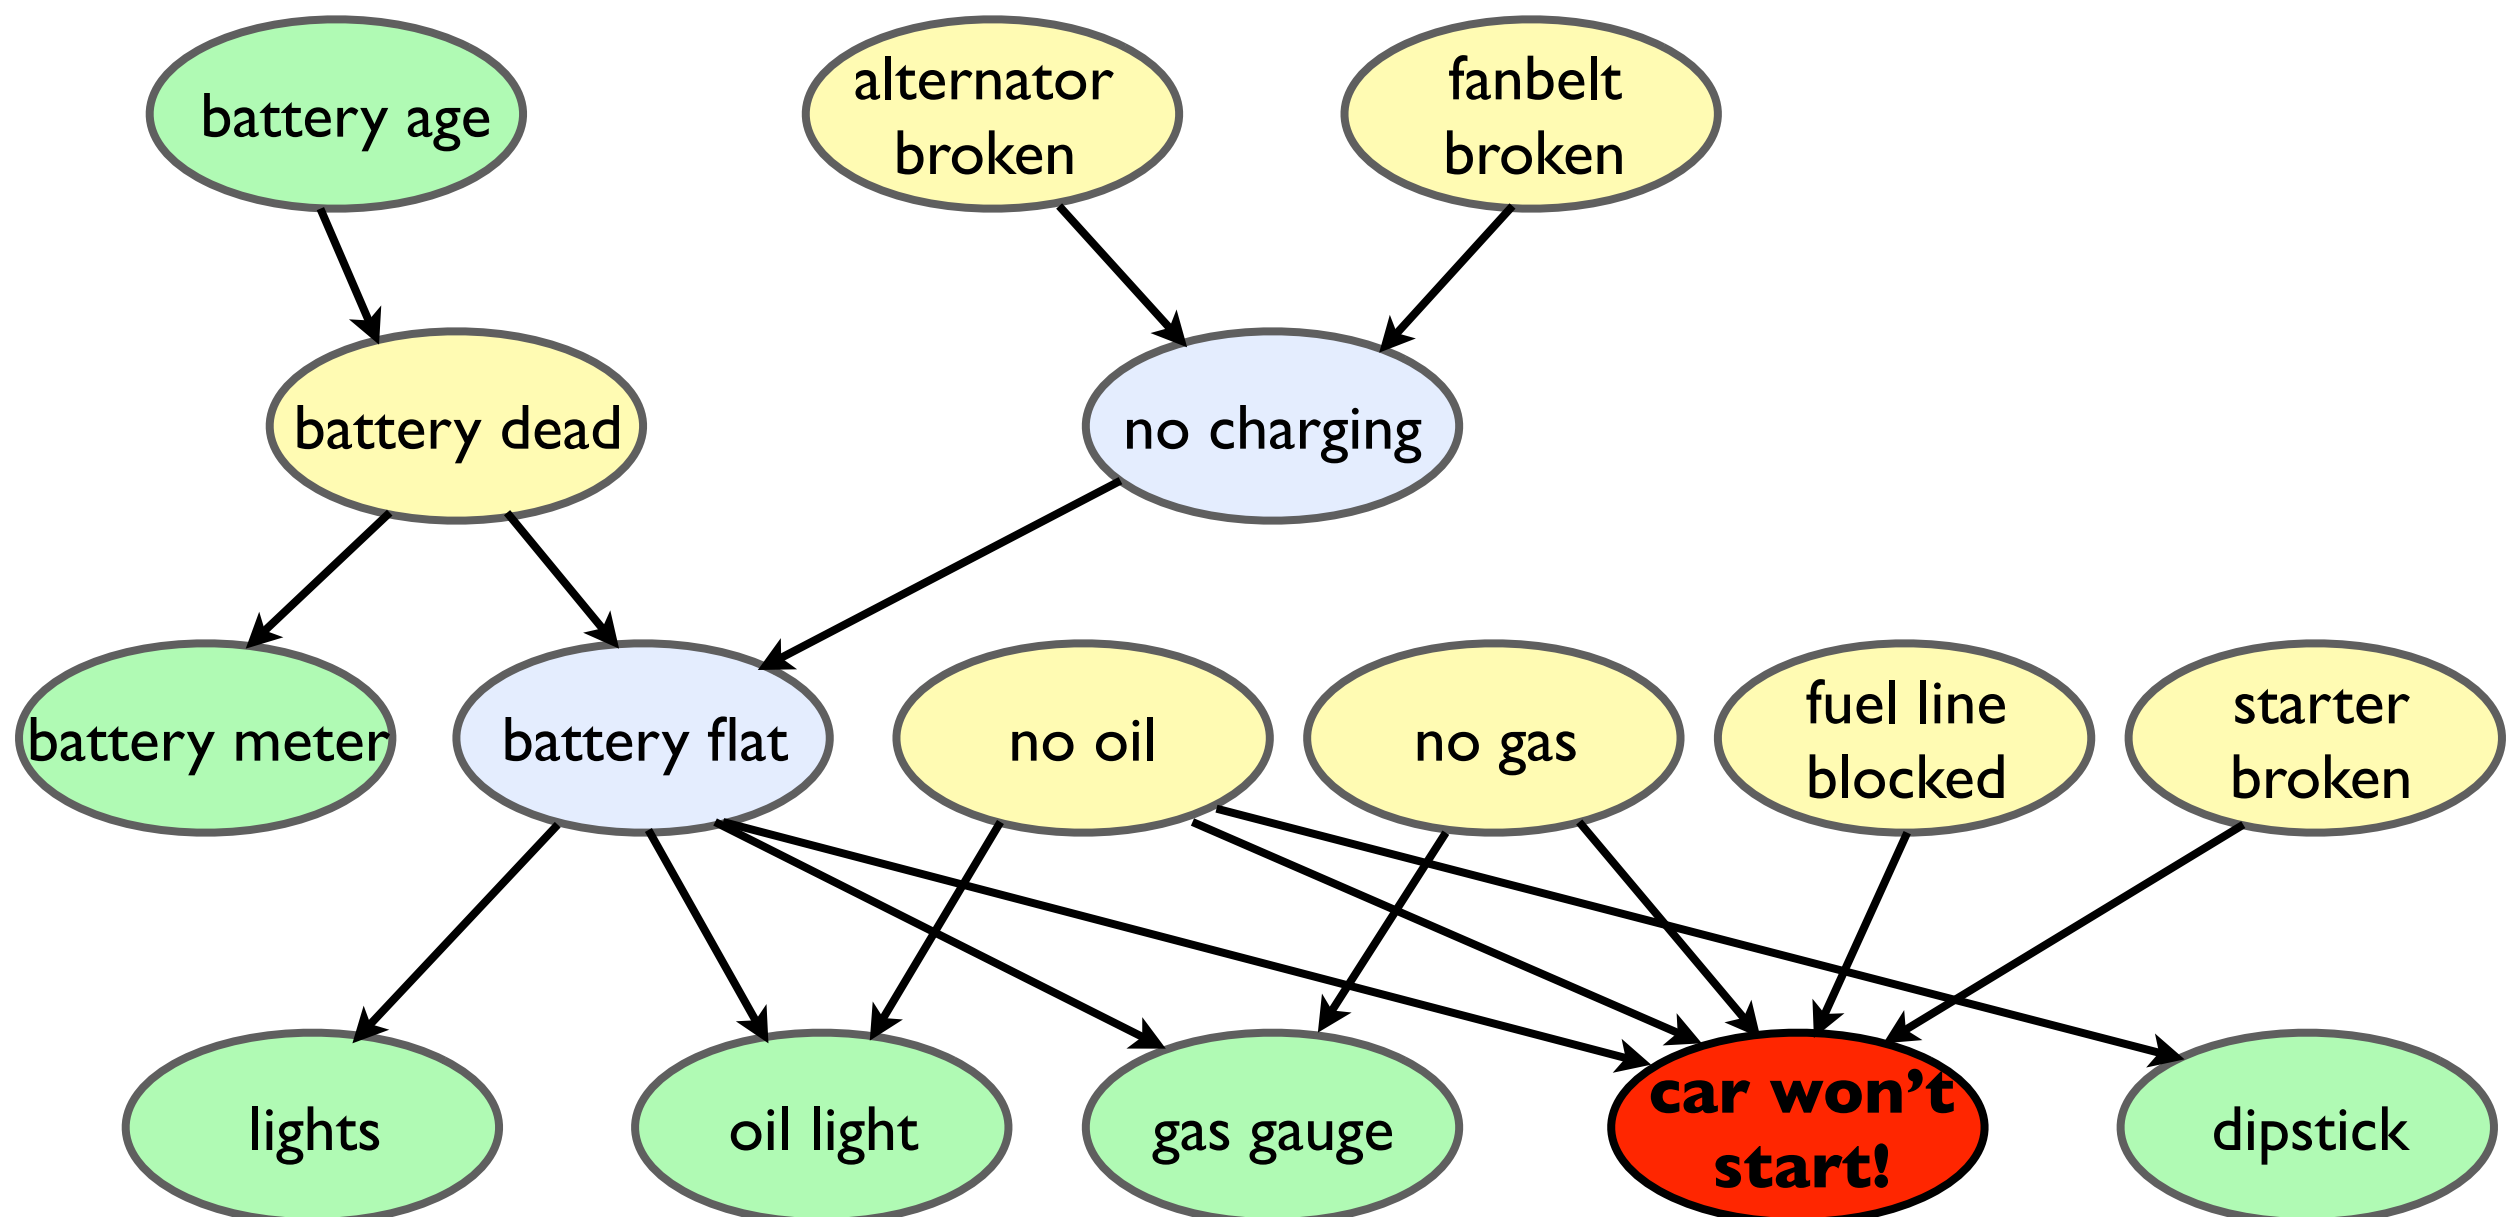 battery age
alternator
broken
fanbelt
broken
battery dead
no charging
battery meter
battery flat
no oil
no gas
fuel line
blocked
starter
broken
lights
oil light
gas gauge
car won't
start!
dipstick